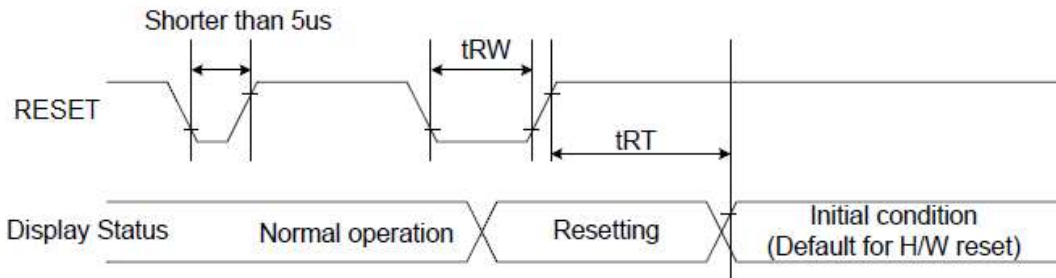 Shorter than 5us
tRW
RESET
tRT
Display Status
Normal operation
Resetting
Initial condition
(Default for H/W reset)